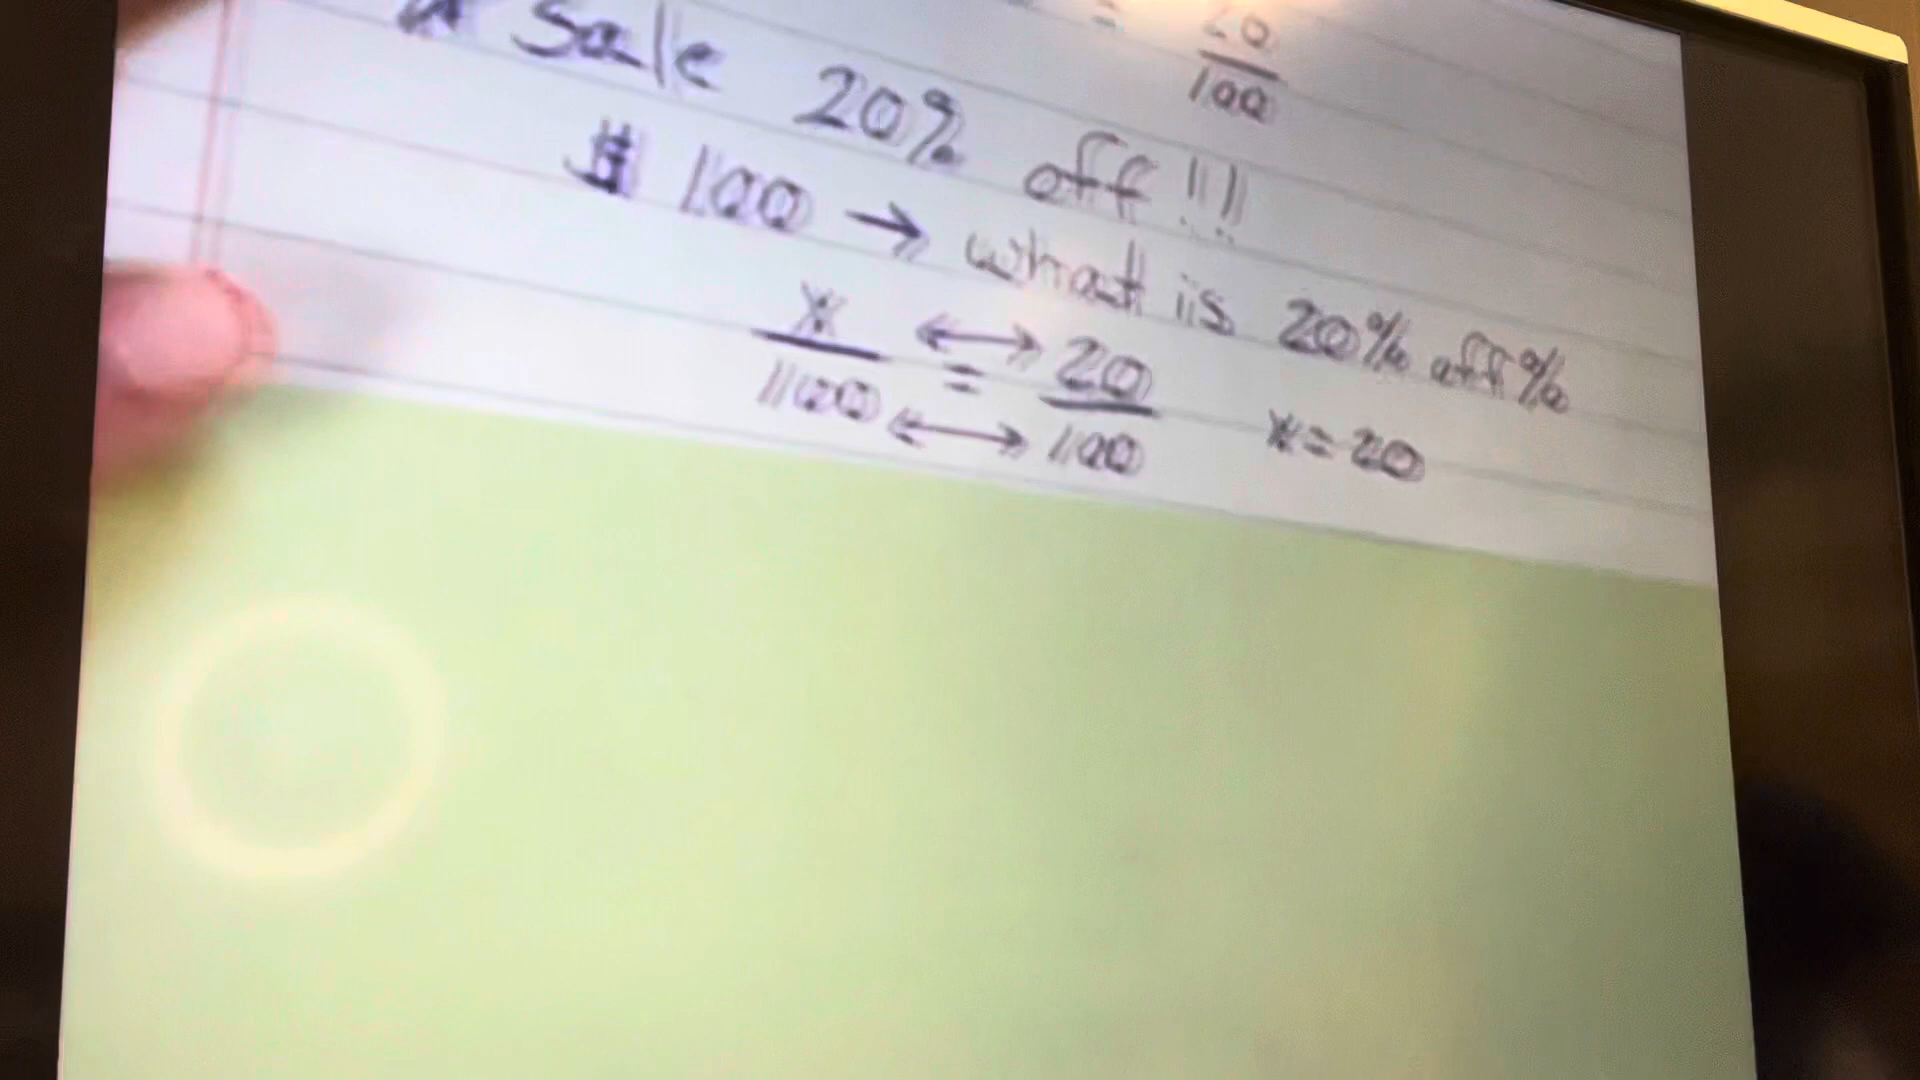 = 20/100
A Sale 20% off!!!
$ 100 → what is 20% off%
x/100 = 20/100 x = 20